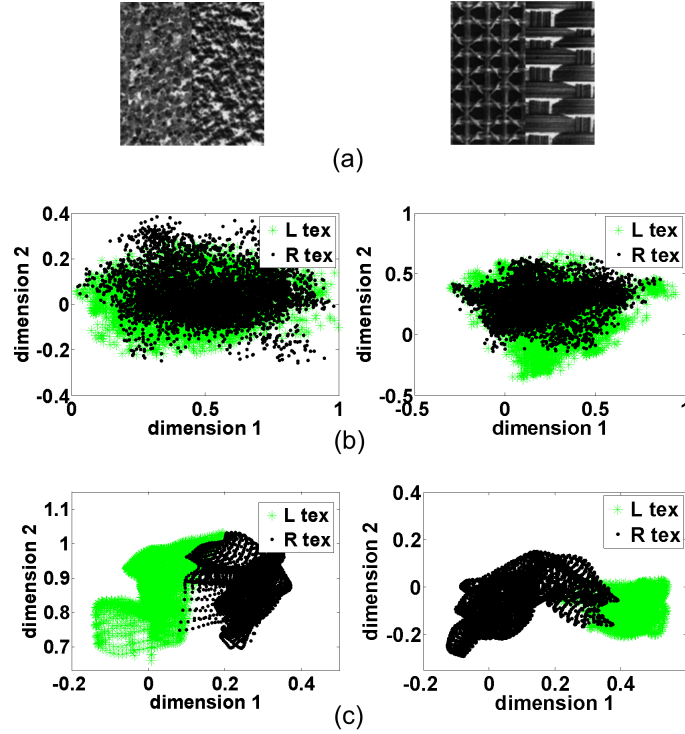 (a)
0.4
0.2
0
-0.2
-0.4
0
0.5
1
dimension 2
dimension 1
L tex
R tex
1
0.5
0
-0.5
-0.5
0
0.5
1
dimension 2
dimension 1
L tex
R tex
(b)
1.1
1
0.9
0.8
0.7
-0.2
0
0.2
0.4
dimension 2
dimension 1
L tex
R tex
0.4
0.2
0
-0.2
-0.2
0
0.2
0.4
dimension 2
dimension 1
L tex
R tex
(c)